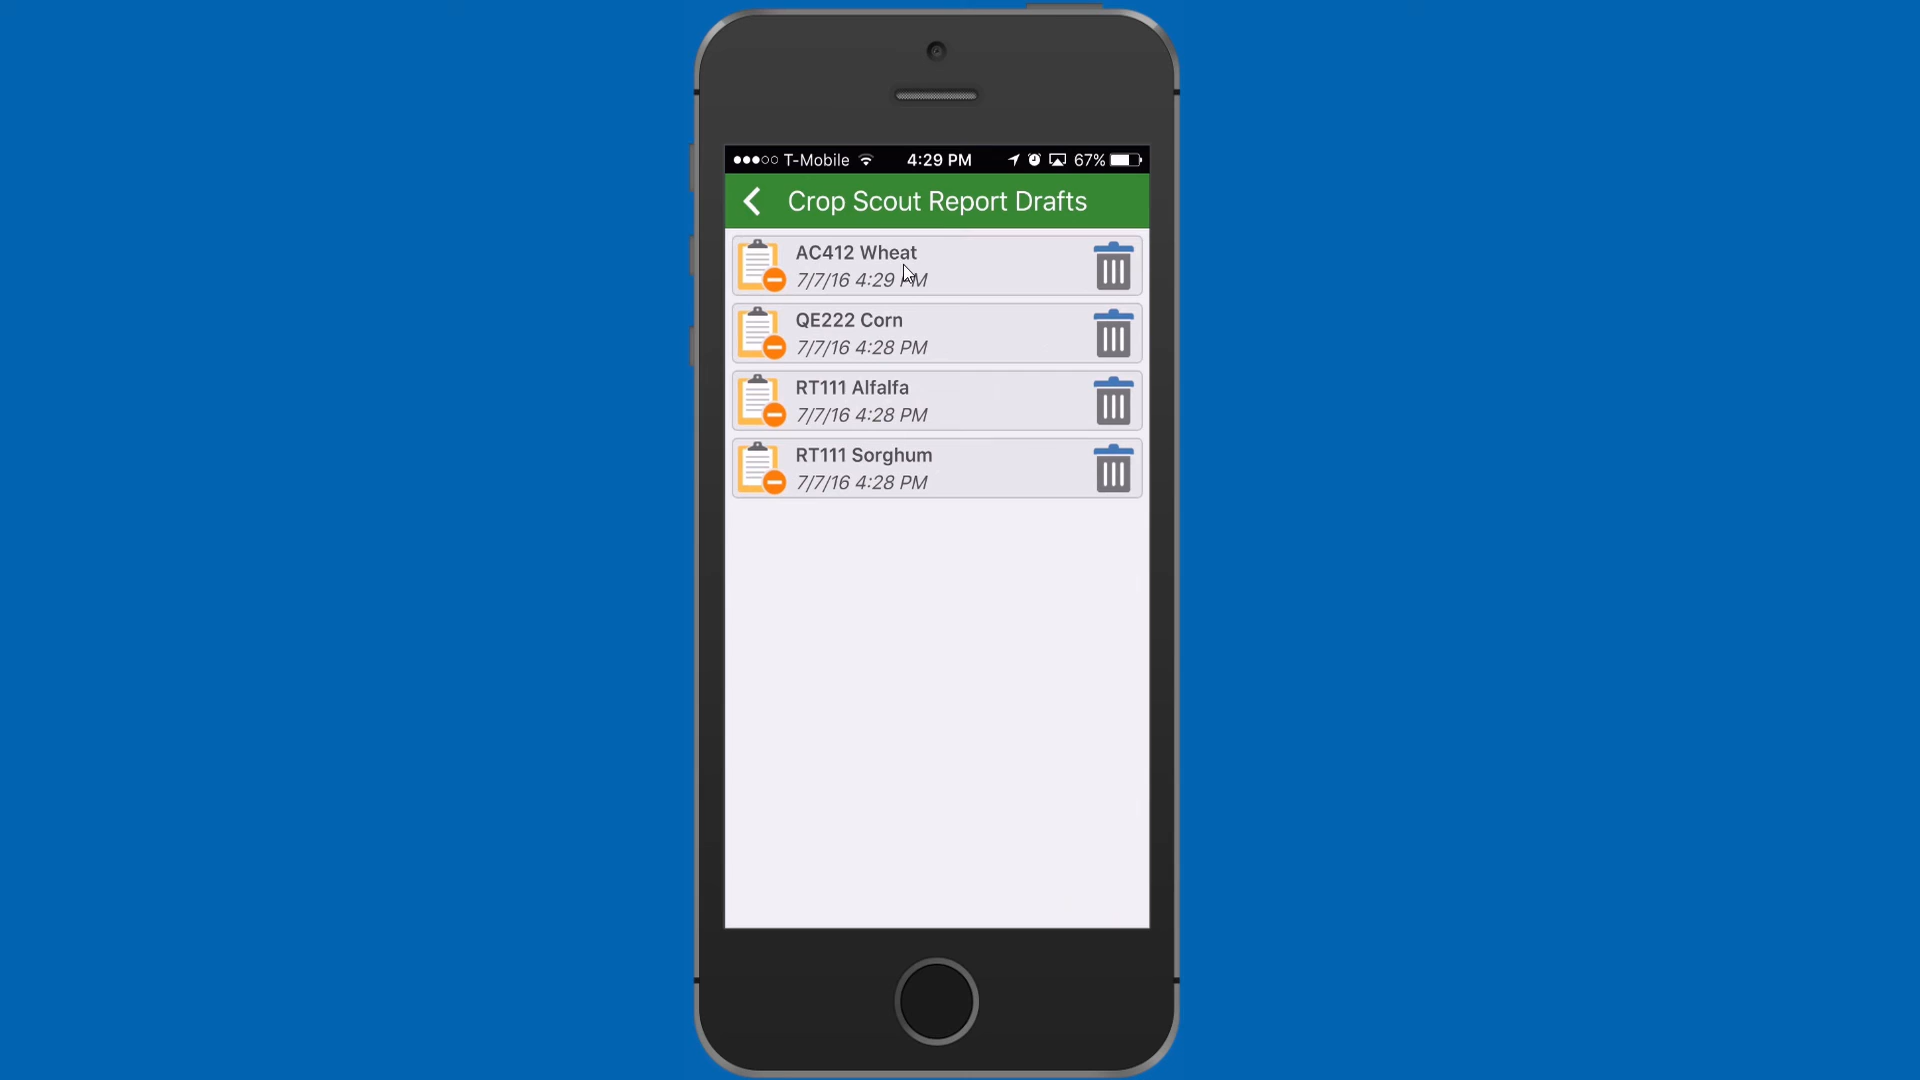 T-Mobile 4:29 PM 67%
Crop Scout Report Drafts
AC412 Wheat
7/7/16 4:29 PM
QE222 Corn
7/7/16 4:28 PM
RT111 Alfalfa
7/7/16 4:28 PM
RT111 Sorghum
7/7/16 4:28 PM